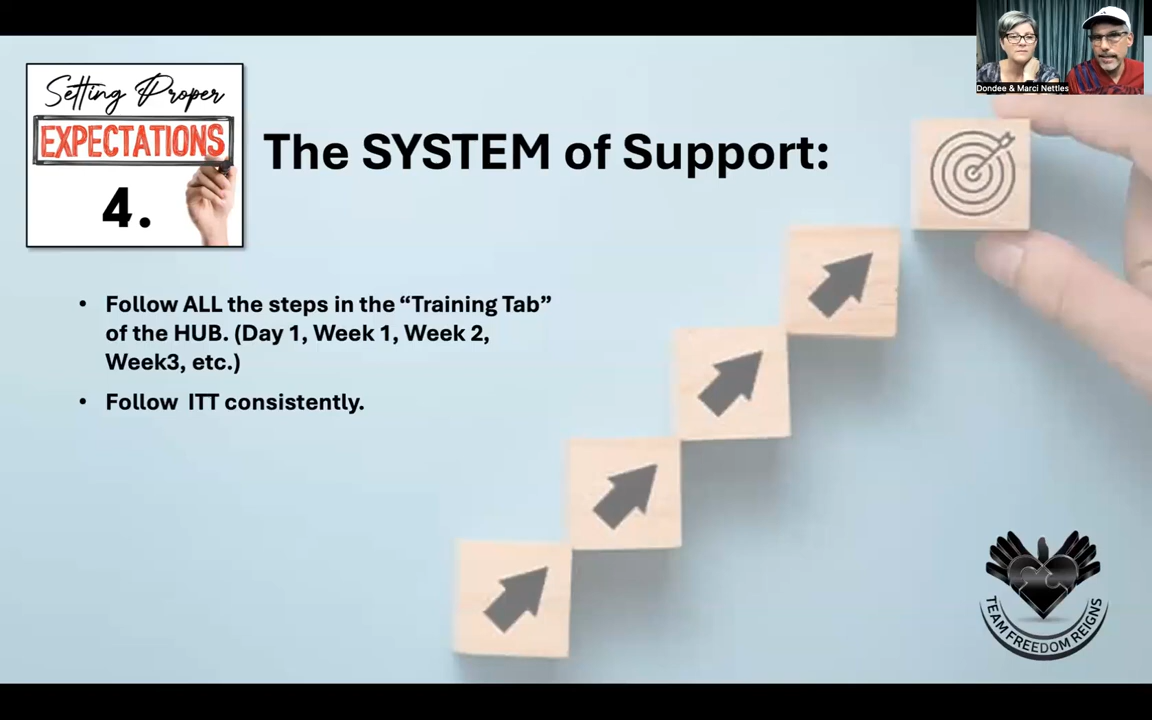 Dondee & Marci Nettles
Setting Proper
EXPECTATIONS
4.
The SYSTEM of Support:
• Follow ALL the steps in the “Training Tab”
of the HUB. (Day 1, Week 1, Week 2,
Week3, etc.)
• Follow ITT consistently.
TEAM FREEDOM REIGNS